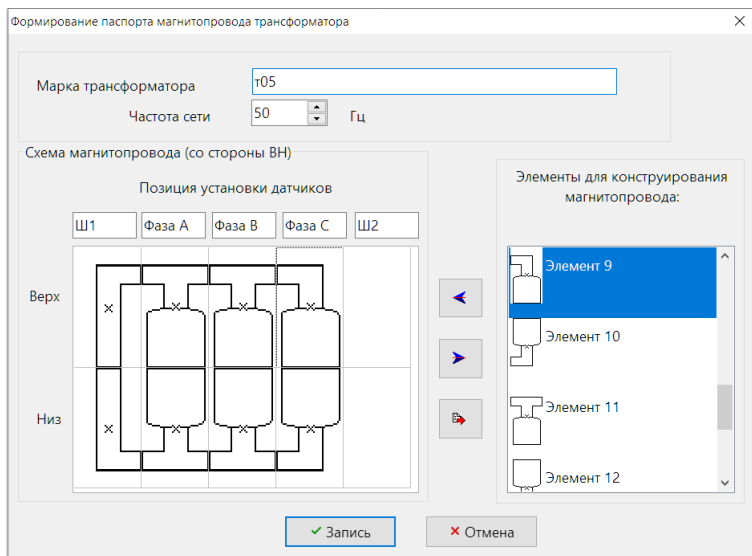 Формирование паспорта магнитопровода трансформатора
Марка трансформатора
т05
Частота сети
50
Гц
Схема магнитопровода (со стороны ВН)
Позиция установки датчиков
Ш1
Фаза А
Фаза В
Фаза С
Ш2
Верх
Низ
Элементы для конструирования
магнитопровода:
Элемент 9
Элемент 10
Элемент 11
Элемент 12
Запись
Отмена